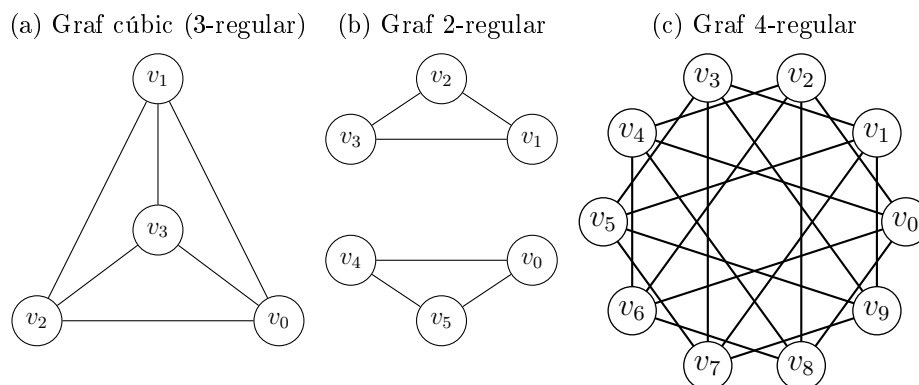 (a) Graf cúbic (3-regular)
v₁
v₃
v₂
v₀
(b) Graf 2-regular
v₂
v₃
v₁
v₄
v₀
v₅
(c) Graf 4-regular
v₃
v₂
v₄
v₁
v₅
v₀
v₆
v₉
v₇
v₈